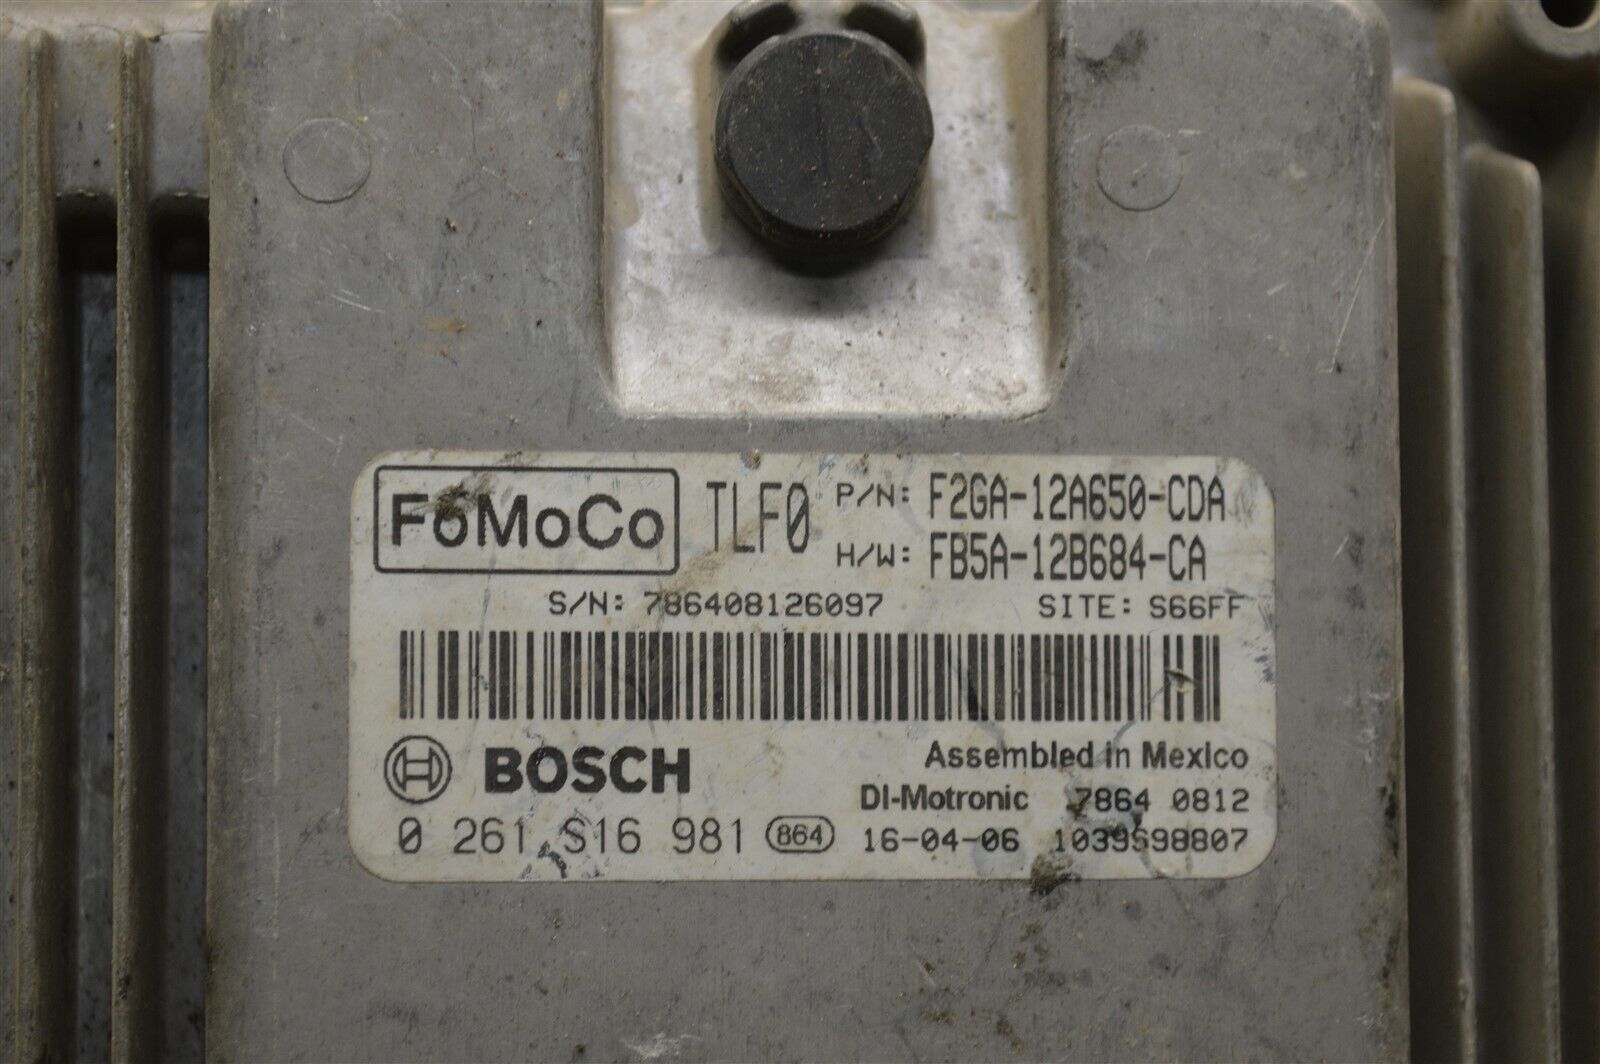 FoMoCo TLF0 P/N: F2GA-12A650-CDA
H/W: FB5A-12B684-CA
S/N: 786408126097 SITE: S66FF
BOSCH Assembled in Mexico
DI-Motronic 7864 0812
0 261 S16 981 864 16-04-06 1039S98807